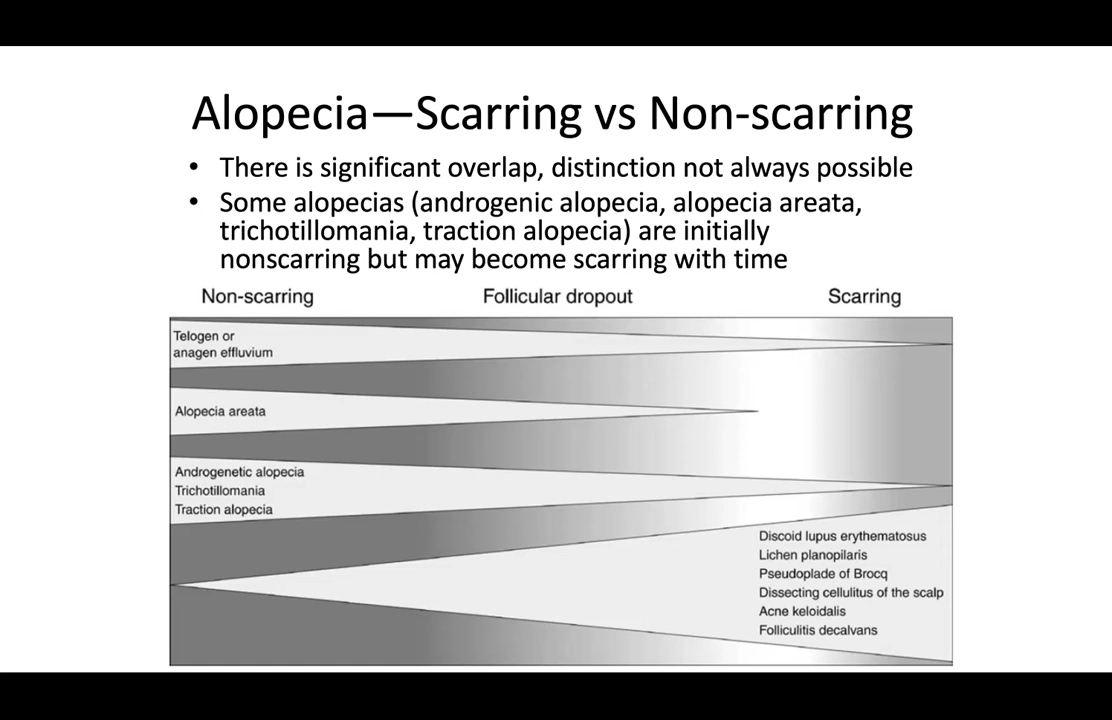 Alopecia—Scarring vs Non-scarring
• There is significant overlap, distinction not always possible
• Some alopecias (androgenic alopecia, alopecia areata,
trichotillomania, traction alopecia) are initially
nonscarring but may become scarring with time
Non-scarring Follicular dropout Scarring
Telogen or
anagen effluvium
Alopecia areata
Androgenetic alopecia
Trichotillomania
Traction alopecia
Discoid lupus erythematosus
Lichen planopilaris
Pseudoplade of Brocq
Dissecting cellulitus of the scalp
Acne keloidalis
Folliculitis decalvans